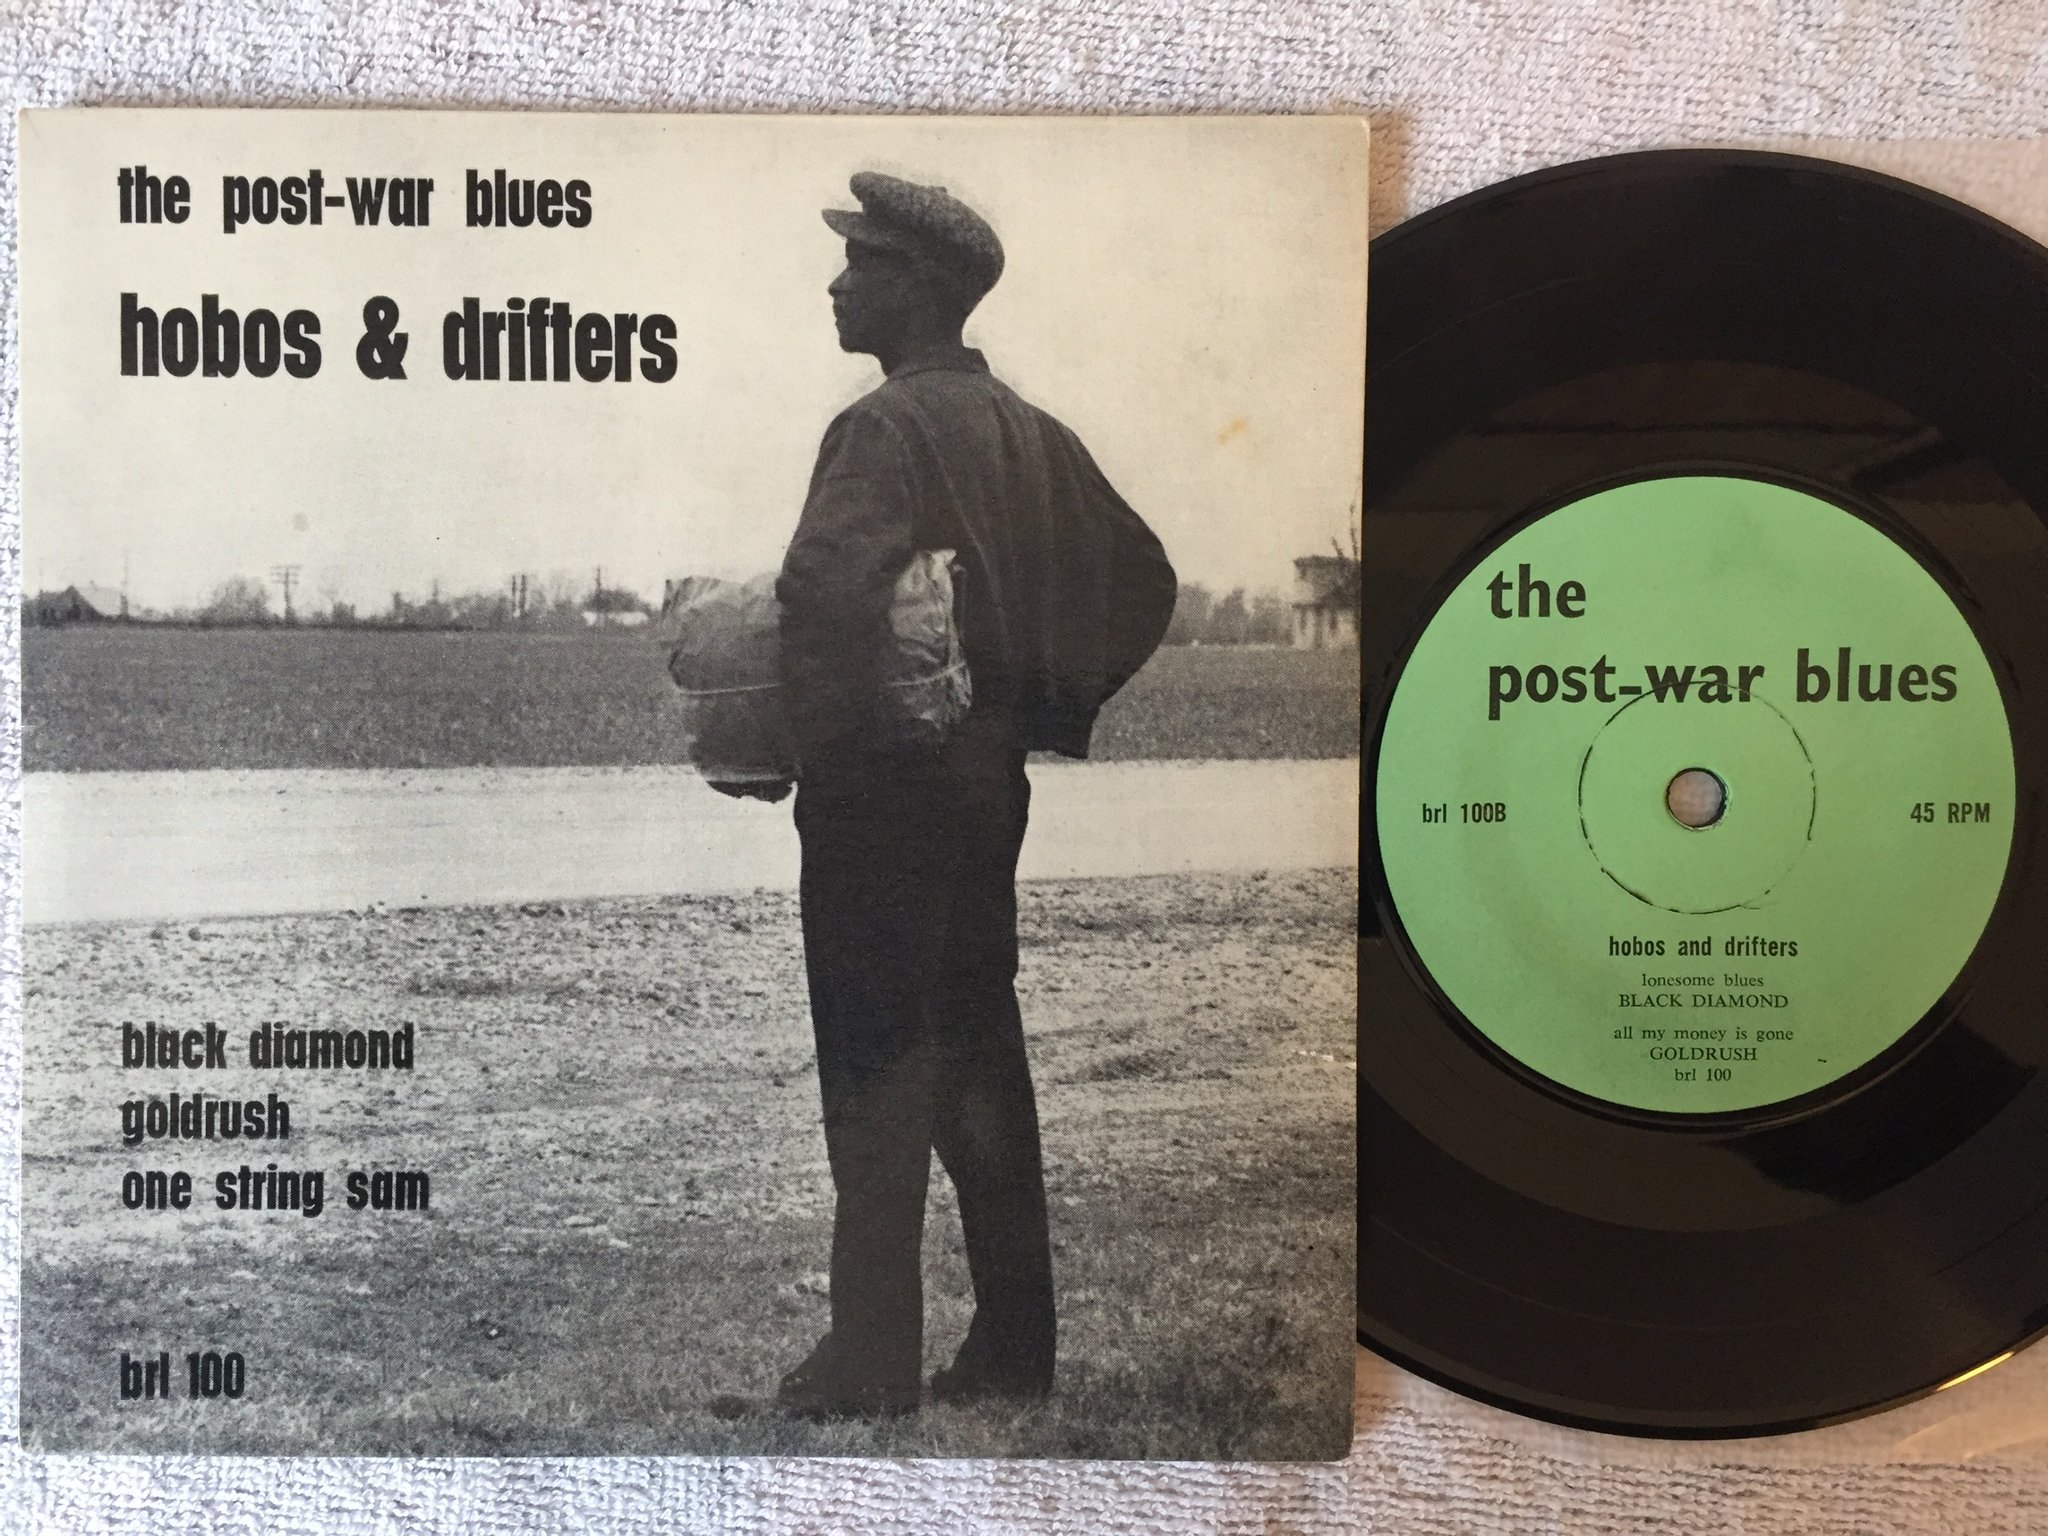 the post-war blues
hobos & drifters
black diamond
goldrush
one string sam
brl 100
the
post-war blues
brl 100B
45 RPM
hobos and drifters
lonesome blues
BLACK DIAMOND
all my money is gone
GOLDRUSH
brl 100